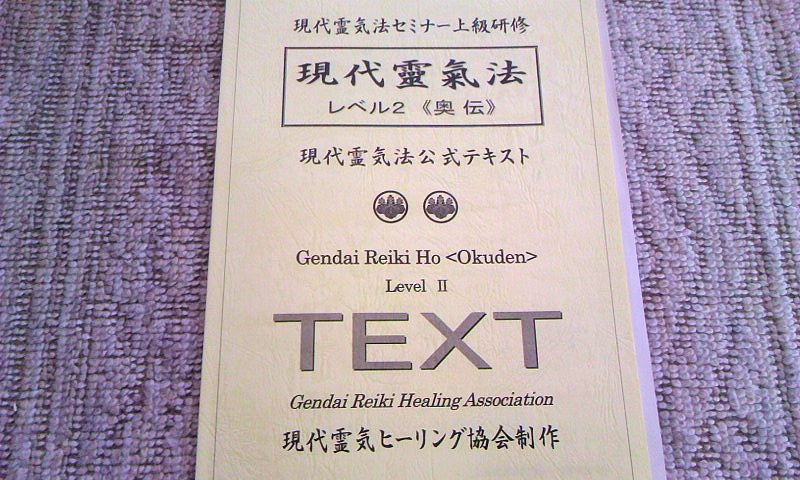 現代霊気法セミナー上級研修
現代靈氣法
レベル2 《奥 伝》
現代霊気法公式テキスト
Gendai Reiki Ho <Okuden>
Level Ⅱ
TEXT
Gendai Reiki Healing Association
現代霊気ヒーリング協会制作